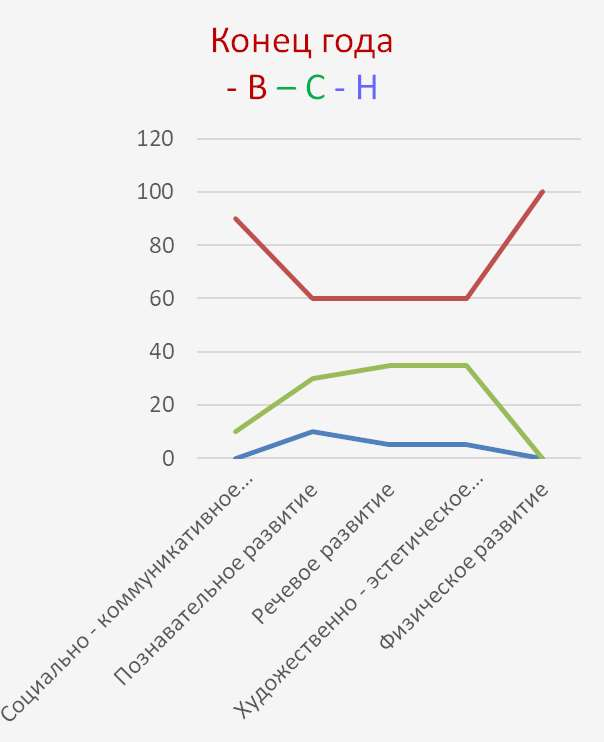 Конец года
- В – С - Н
120
100
80
60
40
20
0
Социально - коммуникативное...
Познавательное развитие
Речевое развитие
Художественно - эстетическое...
Физическое развитие